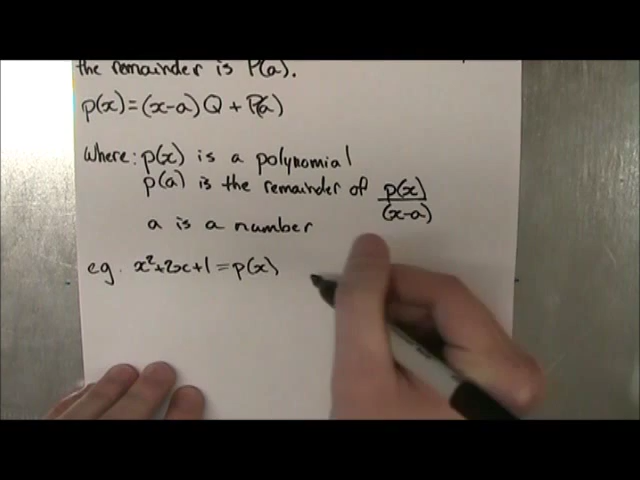 the remainder is P(a).
p(x)=(x-a)Q + P(a)
Where: p(x) is a polynomial
p(a) is the remainder of p(x)/(x-a)
a is a number
eg. x²+2x+1=p(x)